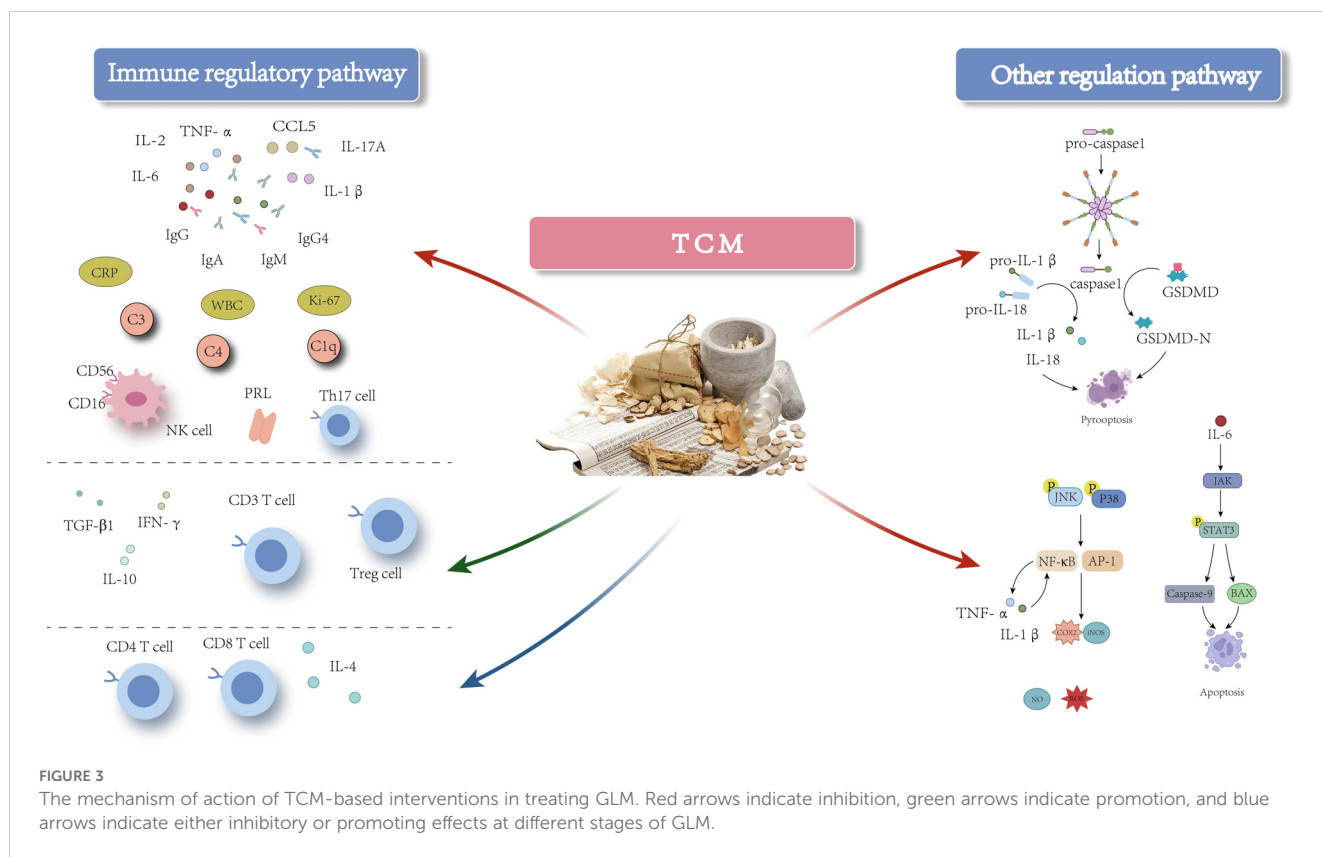 Immune regulatory pathway
Other regulation pathway
TCM
IL-2
TNF- α
CCL5
IL-17A
IL-6
IL-1 β
IgG
IgA
IgM
IgG4
CRP
WBC
Ki-67
C3
C4
C1q
CD56
CD16
NK cell
PRL
Th17 cell
TGF-β1
IFN- γ
IL-10
CD3 T cell
Treg cell
CD4 T cell
CD8 T cell
IL-4
pro-caspase1
pro-IL-1 β
pro-IL-18
caspase1
GSDMD
IL-1 β
IL-18
GSDMD-N
Pyrooptosis
P
JNK
P
P38
NF-κB
AP-1
TNF- α
IL-1 β
COX2
iNOS
NO
ROS
IL-6
JAK
P
STAT3
Caspase-9
BAX
Apoptosis
FIGURE 3
The mechanism of action of TCM-based interventions in treating GLM. Red arrows indicate inhibition, green arrows indicate promotion, and blue
arrows indicate either inhibitory or promoting effects at different stages of GLM.